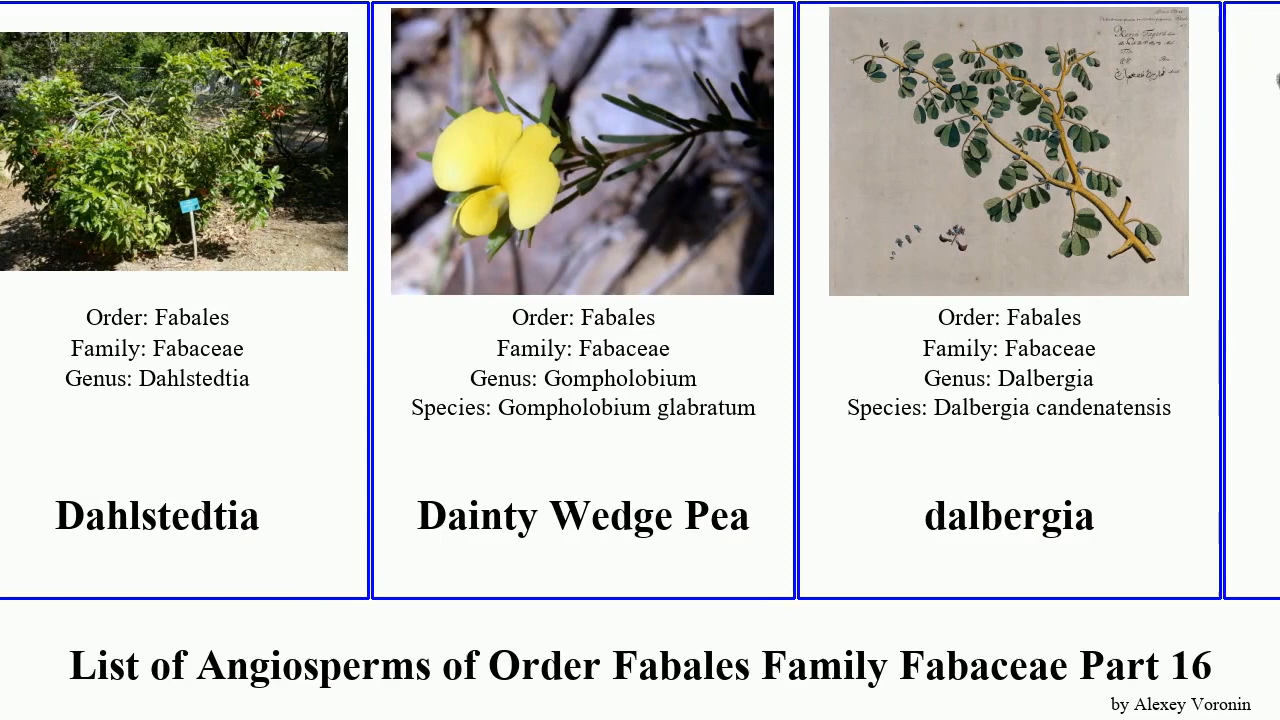 Order: Fabales
Family: Fabaceae
Genus: Dahlstedtia
Dahlstedtia
Order: Fabales
Family: Fabaceae
Genus: Gompholobium
Species: Gompholobium glabratum
Dainty Wedge Pea
Order: Fabales
Family: Fabaceae
Genus: Dalbergia
Species: Dalbergia candenatensis
dalbergia
List of Angiosperms of Order Fabales Family Fabaceae Part 16
by Alexey Voronin